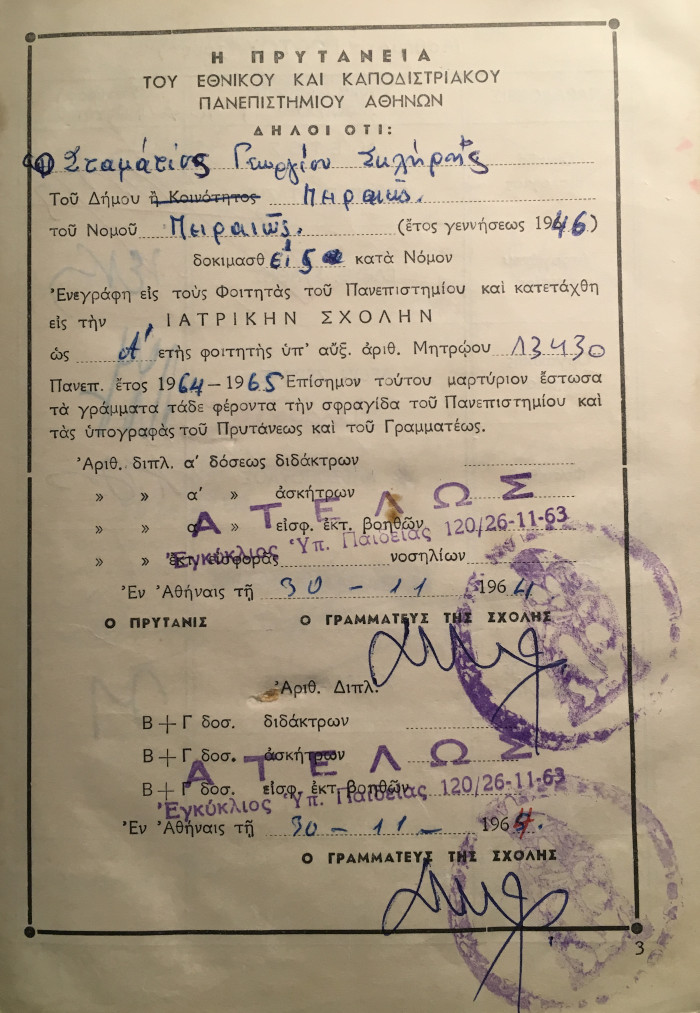 Η ΠΡΥΤΑΝΕΙΑ
ΤΟΥ ΕΘΝΙΚΟΥ ΚΑΙ ΚΑΠΟΔΙΣΤΡΙΑΚΟΥ
ΠΑΝΕΠΙΣΤΗΜΙΟΥ ΑΘΗΝΩΝ
ΔΗΛΟΙ ΟΤΙ:
Σταμάτιος Γεωργίου Σκλήρης
Τοῦ Δήμου ἢ Κοινότητος Πειραιῶς.
τοῦ Νομοῦ Πειραιῶς. (ἔτος γεννήσεως 1946)
δοκιμασθείς κατὰ Νόμον
Ἐνεγράφη εἰς τοὺς Φοιτητὰς τοῦ Πανεπιστημίου καὶ κατετάχθη
εἰς τὴν ΙΑΤΡΙΚΗΝ ΣΧΟΛΗΝ
ὡς Α' ετὴς φοιτητὴς ὑπ' αὔξ. ἀριθ. Μητρῴου 13430
Πανεπ. ἔτος 1964-1965 Ἐπίσημον τούτου μαρτύριον ἔστωσα
τὰ γράμματα τάδε φέροντα τὴν σφραγίδα τοῦ Πανεπιστημίου καὶ
τὰς ὑπογραφὰς τοῦ Πρυτάνεως καὶ τοῦ Γραμματέως.
Ἀριθ. διπλ. α' δόσεως διδάκτρων
» » α' » ἀσκήτρων
ΑΤΕΛΩΣ
» » α' » εἰσφ. ἐκτ. βοηθῶν
Ἐγκύκλιος Ὑπ. Παιδείας 120/26-11-63
» » ἐκτ. εἰσφορᾶς νοσηλίων
Ἐν Ἀθήναις τῇ 30-11 1964
Ο ΠΡΥΤΑΝΙΣ Ο ΓΡΑΜΜΑΤΕΥΣ ΤΗΣ ΣΧΟΛΗΣ
Ἀριθ. Διπλ.
Β+Γ δοσ. διδάκτρων
Β+Γ δοσ. ἀσκήτρων
ΑΤΕΛΩΣ
Β+Γ δοσ. εἰσφ. ἐκτ. βοηθῶν
Ἐγκύκλιος Ὑπ. Παιδείας 120/26-11-63
Ἐν Ἀθήναις τῇ 30-11- 1964.
Ο ΓΡΑΜΜΑΤΕΥΣ ΤΗΣ ΣΧΟΛΗΣ
3